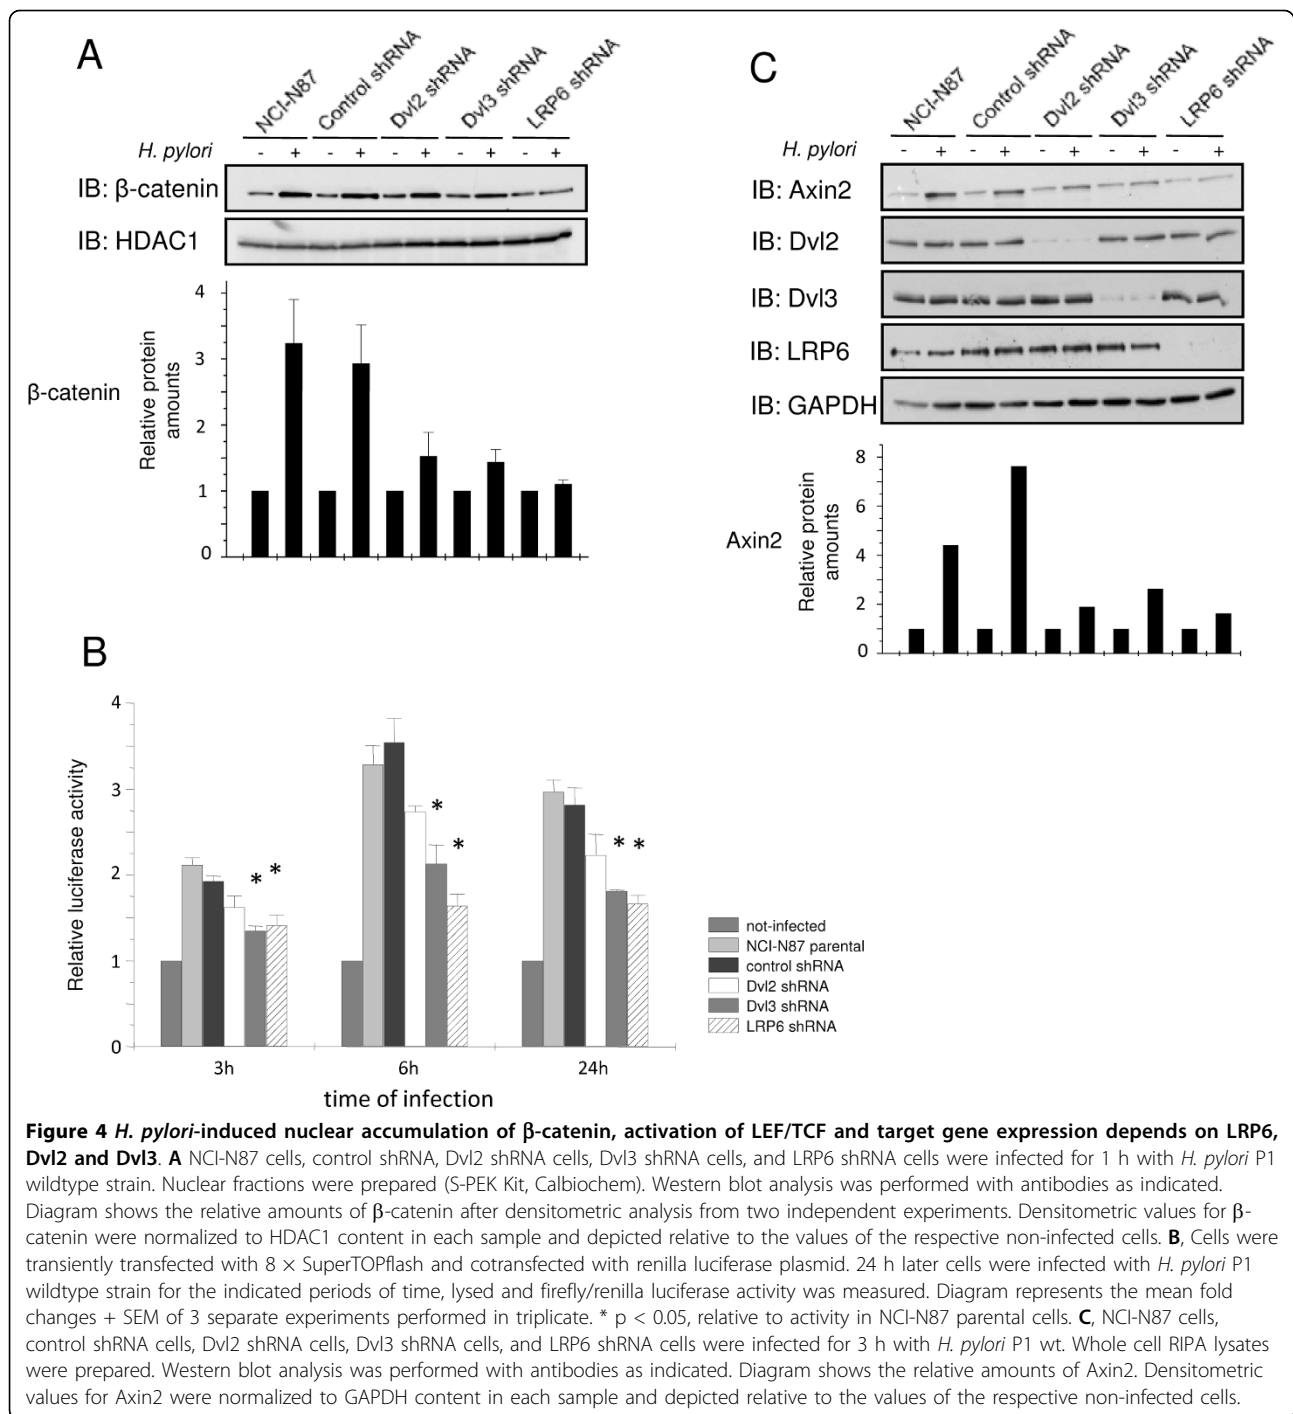 A
NCI-N87
Control shRNA
Dvl2 shRNA
Dvl3 shRNA
LRP6 shRNA
H. pylori - + - + - + - + - +
IB: β-catenin
IB: HDAC1
β-catenin
Relative protein
amounts
4
3
2
1
0
C
NCI-N87
Control shRNA
Dvl2 shRNA
Dvl3 shRNA
LRP6 shRNA
H. pylori - + - + - + - + - +
IB: Axin2
IB: Dvl2
IB: Dvl3
IB: LRP6
IB: GAPDH
Axin2
Relative protein
amounts
8
6
4
2
0
B
Relative luciferase activity
4
3
2
1
0
* *
* *
* *
3h
6h
24h
time of infection
not-infected
NCI-N87 parental
control shRNA
Dvl2 shRNA
Dvl3 shRNA
LRP6 shRNA
Figure 4 H. pylori-induced nuclear accumulation of β-catenin, activation of LEF/TCF and target gene expression depends on LRP6,
Dvl2 and Dvl3. A NCI-N87 cells, control shRNA, Dvl2 shRNA cells, Dvl3 shRNA cells, and LRP6 shRNA cells were infected for 1 h with H. pylori P1
wildtype strain. Nuclear fractions were prepared (S-PEK Kit, Calbiochem). Western blot analysis was performed with antibodies as indicated.
Diagram shows the relative amounts of β-catenin after densitometric analysis from two independent experiments. Densitometric values for β-
catenin were normalized to HDAC1 content in each sample and depicted relative to the values of the respective non-infected cells. B, Cells were
transiently transfected with 8 × SuperTOPflash and cotransfected with renilla luciferase plasmid. 24 h later cells were infected with H. pylori P1
wildtype strain for the indicated periods of time, lysed and firefly/renilla luciferase activity was measured. Diagram represents the mean fold
changes + SEM of 3 separate experiments performed in triplicate. * p < 0.05, relative to activity in NCI-N87 parental cells. C, NCI-N87 cells,
control shRNA cells, Dvl2 shRNA cells, Dvl3 shRNA cells, and LRP6 shRNA cells were infected for 3 h with H. pylori P1 wt. Whole cell RIPA lysates
were prepared. Western blot analysis was performed with antibodies as indicated. Diagram shows the relative amounts of Axin2. Densitometric
values for Axin2 were normalized to GAPDH content in each sample and depicted relative to the values of the respective non-infected cells.